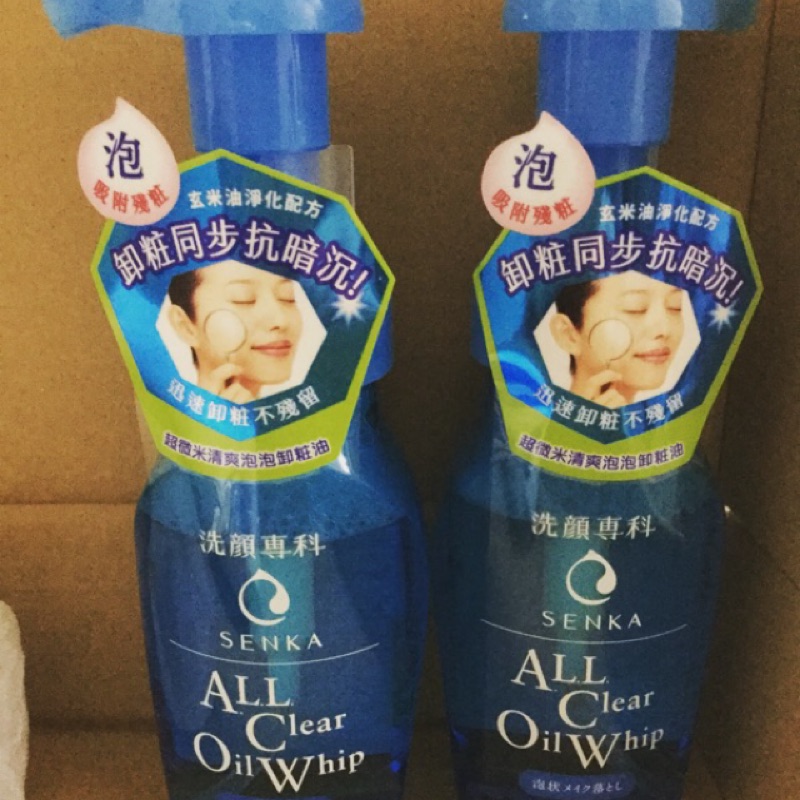 泡
吸附殘粧
玄米油淨化配方
卸粧同步抗暗沉!
迅速卸粧不殘留
超微米清爽泡泡卸粧油
洗顔専科
SENKA
ALL
Clear
Oil Whip
泡
吸附殘粧
玄米油淨化配方
卸粧同步抗暗沉!
迅速卸粧不殘留
超微米清爽泡泡卸粧油
洗顔専科
SENKA
ALL
Clear
Oil Whip
泡状メイク落とし